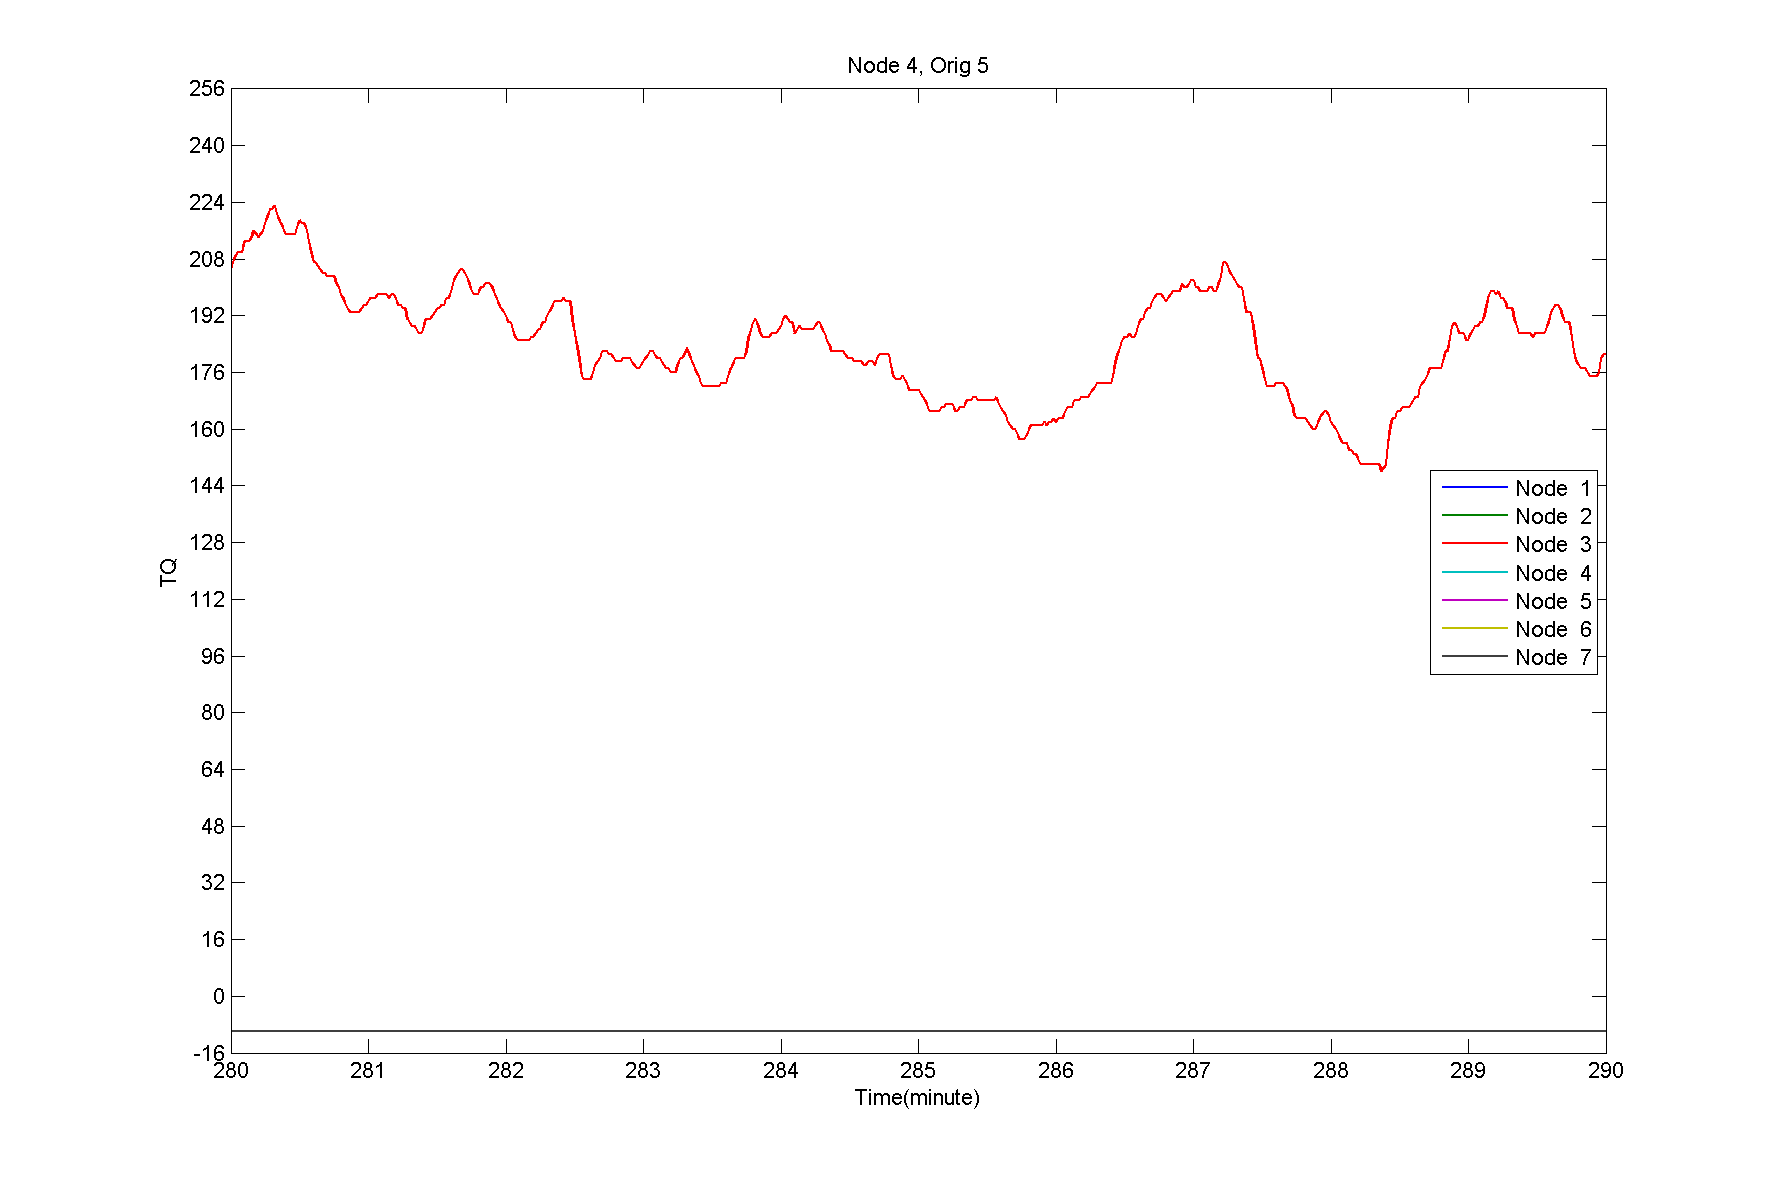 Node 4, Orig 5
256
240
224
208
192
176
160
144
128
112
96
80
64
48
32
16
0
-16
TQ
Node 1
Node 2
Node 3
Node 4
Node 5
Node 6
Node 7
280 281 282 283 284 285 286 287 288 289 290
Time(minute)